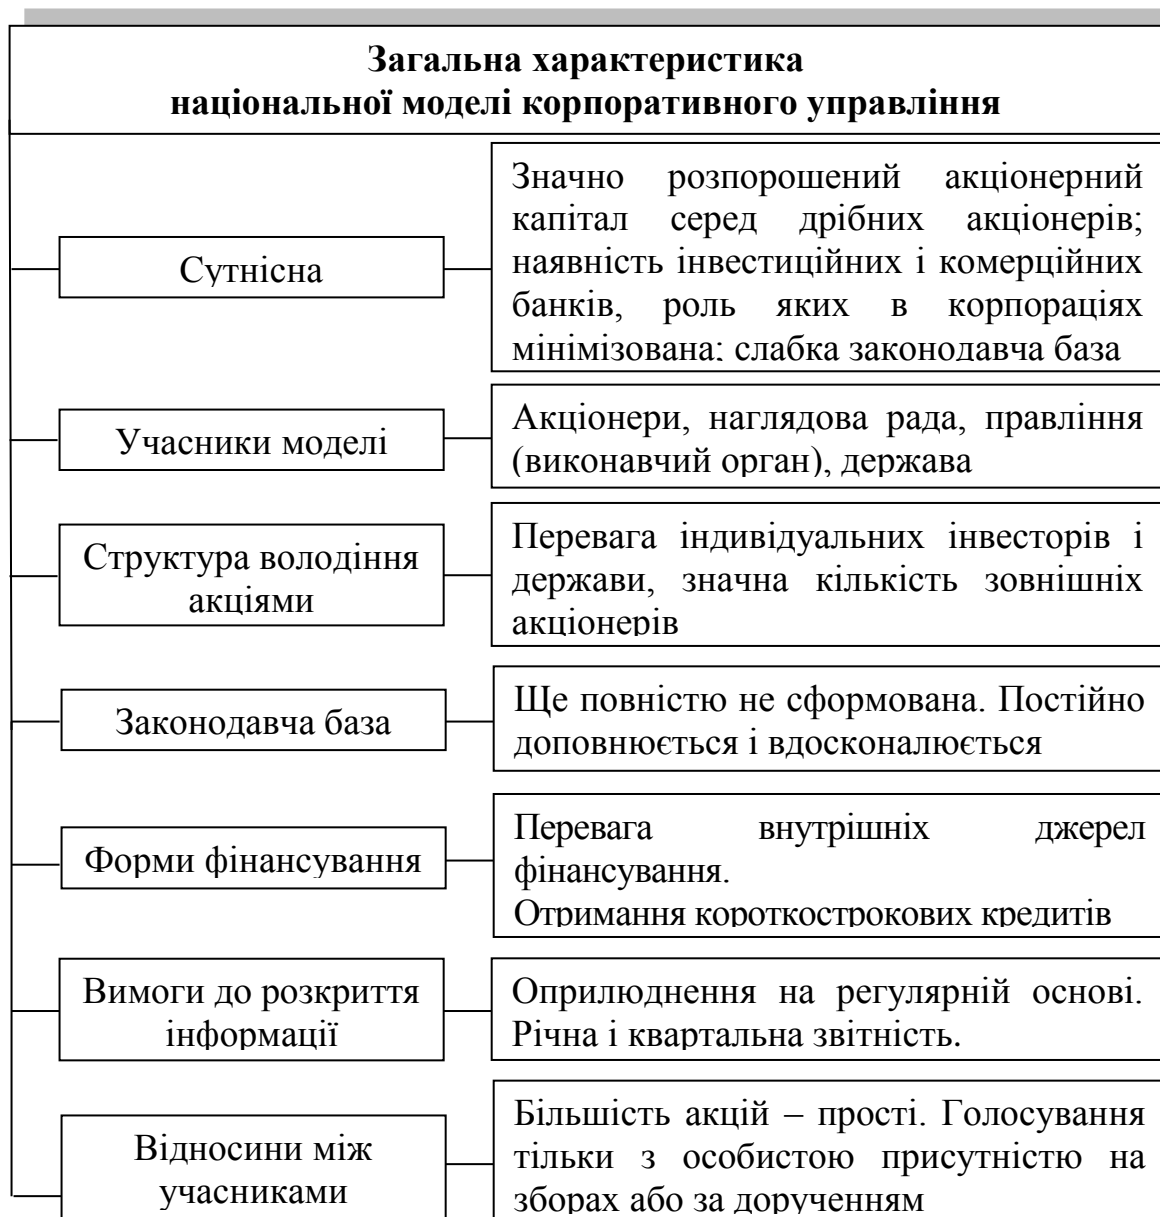 Загальна характеристика
національної моделі корпоративного управління
Сутнісна
Значно розпорошений акціонерний
капітал серед дрібних акціонерів;
наявність інвестиційних і комерційних
банків, роль яких в корпораціях
мінімізована; слабка законодавча база
Учасники моделі
Акціонери, наглядова рада, правління
(виконавчий орган), держава
Структура володіння
акціями
Перевага індивідуальних інвесторів і
держави, значна кількість зовнішніх
акціонерів
Законодавча база
Ще повністю не сформована. Постійно
доповнюється і вдосконалюється
Форми фінансування
Перевага внутрішніх джерел
фінансування.
Отримання короткострокових кредитів
Вимоги до розкриття
інформації
Оприлюднення на регулярній основі.
Річна і квартальна звітність.
Відносини між
учасниками
Більшість акцій – прості. Голосування
тільки з особистою присутністю на
зборах або за дорученням